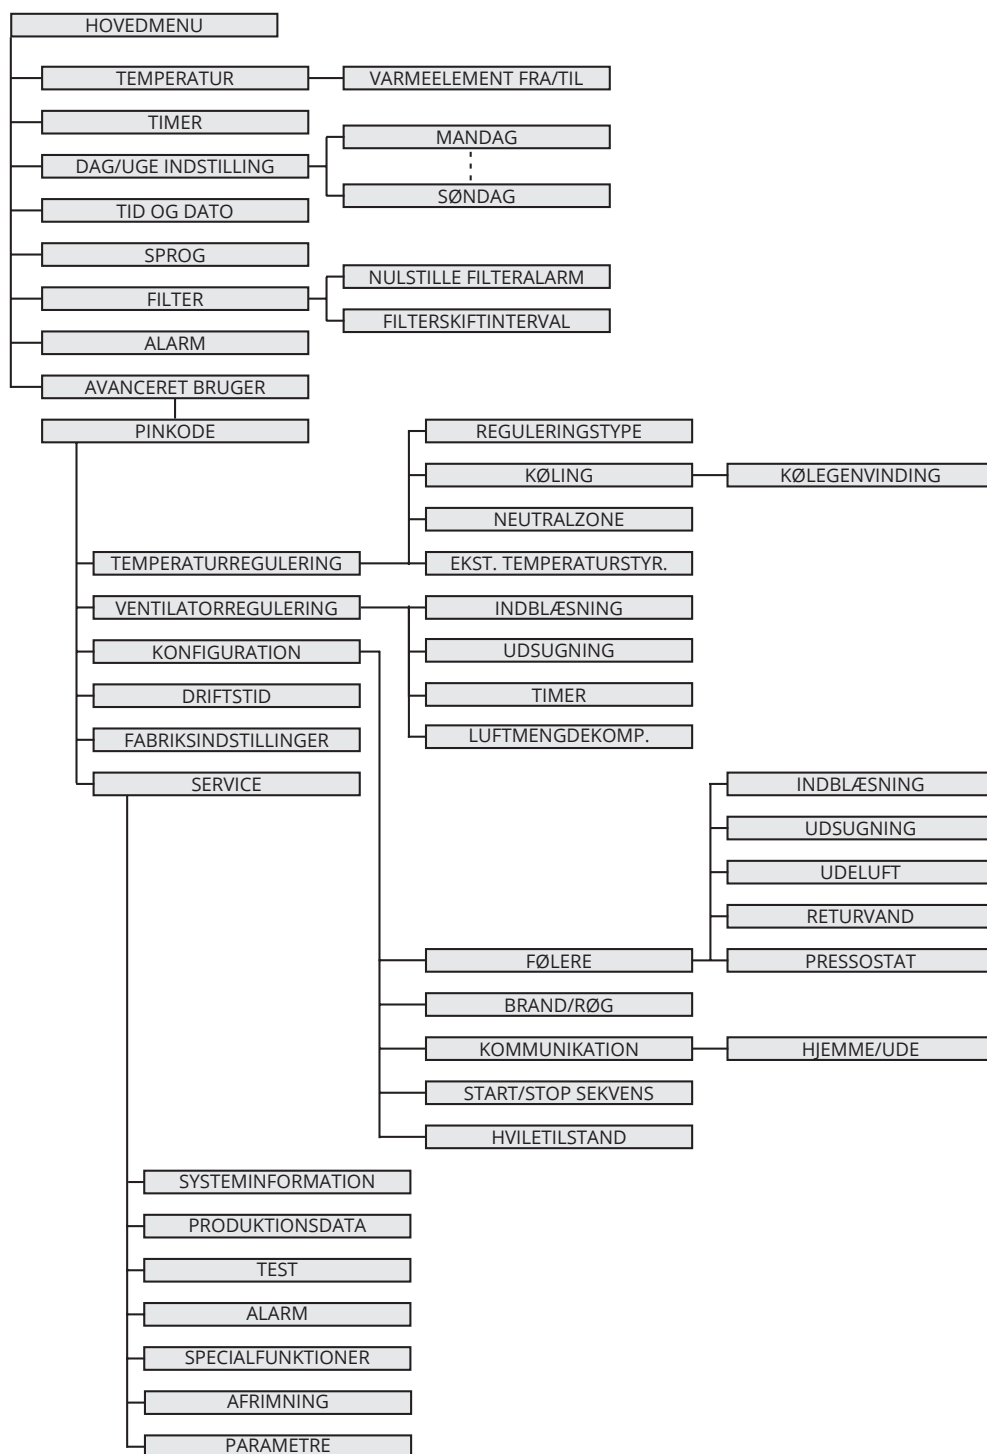 HOVEDMENU
TEMPERATUR
VARMEELEMENT FRA/TIL
TIMER
DAG/UGE INDSTILLING
MANDAG
SØNDAG
TID OG DATO
SPROG
FILTER
NULSTILLE FILTERALARM
FILTERSKIFTINTERVAL
ALARM
AVANCERET BRUGER
PINKODE
TEMPERATURREGULERING
REGULERINGSTYPE
KØLING
KØLEGENVINDING
NEUTRALZONE
EKST. TEMPERATURSTYR.
VENTILATORREGULERING
INDBLÆSNING
UDSUGNING
TIMER
LUFTMENGDEKOMP.
KONFIGURATION
FØLERE
INDBLÆSNING
UDSUGNING
UDELUFT
RETURVAND
PRESSOSTAT
BRAND/RØG
KOMMUNIKATION
HJEMME/UDE
START/STOP SEKVENS
HVILETILSTAND
DRIFTSTID
FABRIKSINDSTILLINGER
SERVICE
SYSTEMINFORMATION
PRODUKTIONSDATA
TEST
ALARM
SPECIALFUNKTIONER
AFRIMNING
PARAMETRE